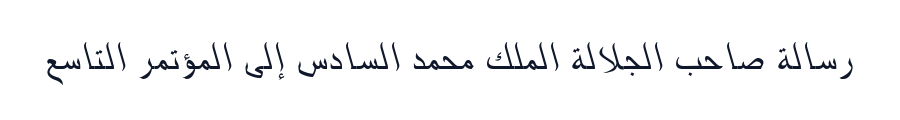 رسالة صاحب الجلالة الملك محمد السادس إلى المؤتمر التاسع